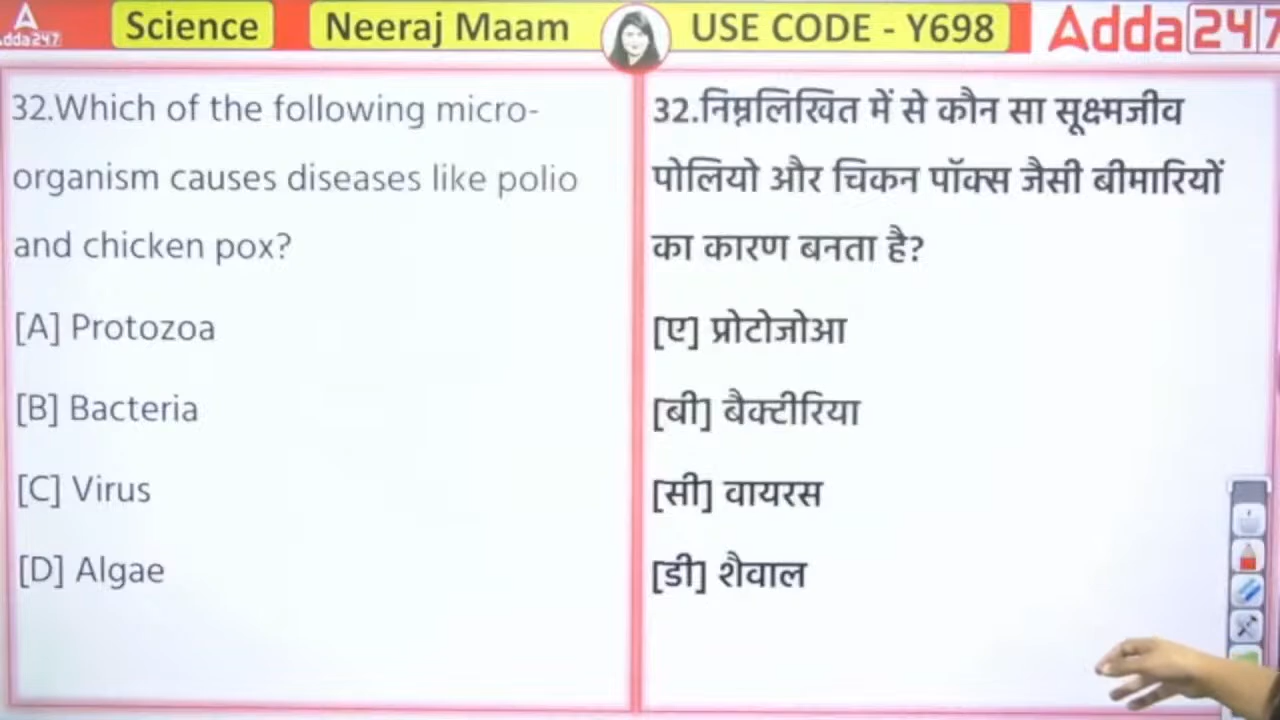 Science
Neeraj Maam
USE CODE - Y698
Adda247
Adda247
32.Which of the following micro-
organism causes diseases like polio
and chicken pox?
[A] Protozoa
[B] Bacteria
[C] Virus
[D] Algae
32.निम्नलिखित में से कौन सा सूक्ष्मजीव
पोलियो और चिकन पॉक्स जैसी बीमारियों
का कारण बनता है?
[ए] प्रोटोजोआ
[बी] बैक्टीरिया
[सी] वायरस
[डी] शैवाल